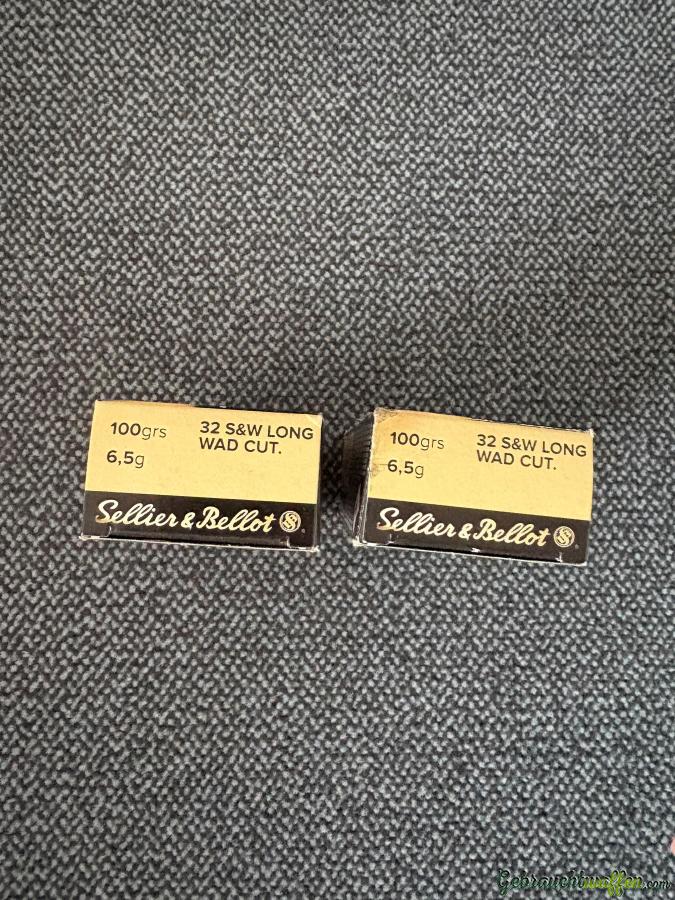 100grs
6,5g
32 S&W LONG
WAD CUT.
Sellier & Bellot
100grs
6,5g
32 S&W LONG
WAD CUT.
Sellier & Bellot
Gebrauchtwaffen.com